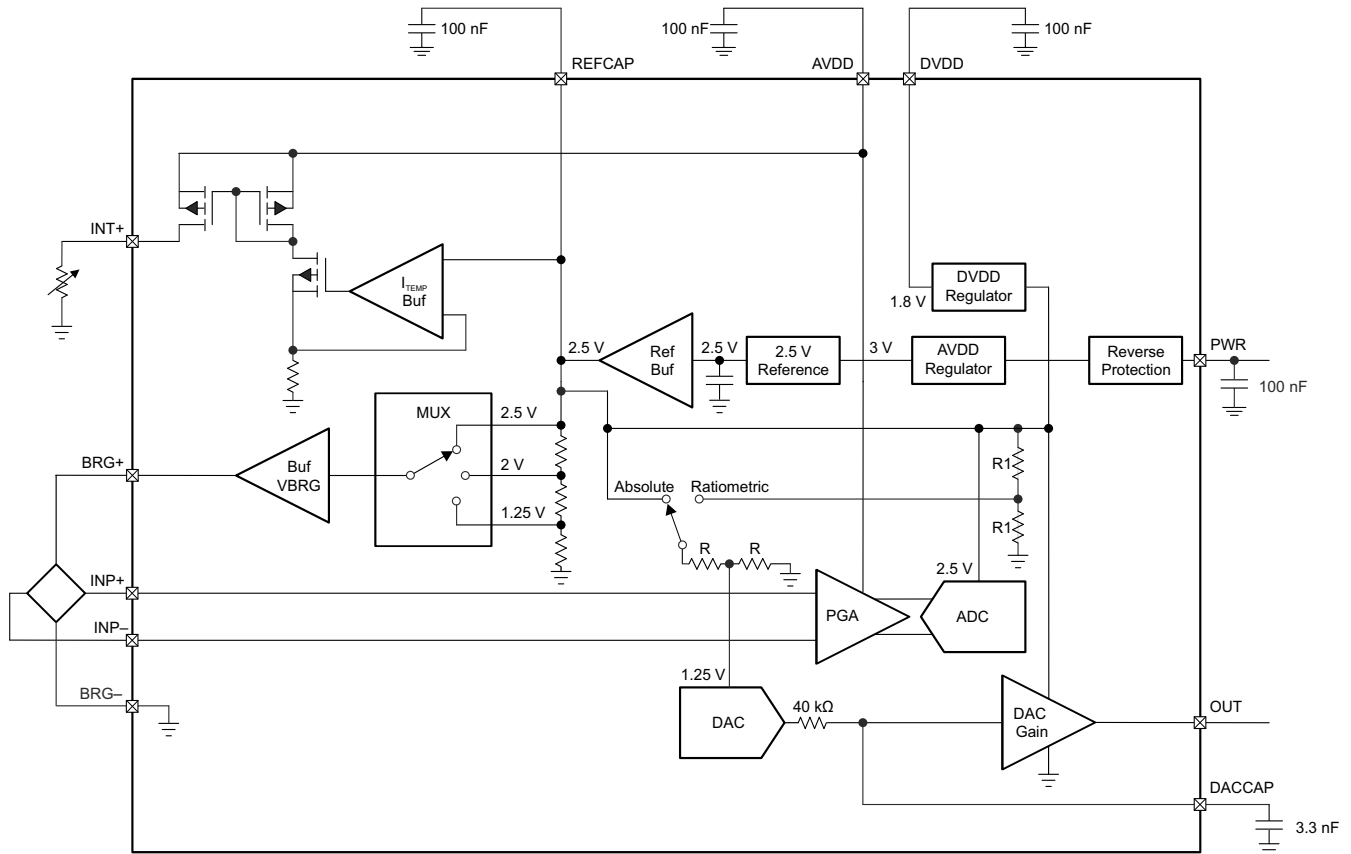 100 nF
100 nF
100 nF
REFCAP
AVDD
DVDD
INT+
ITEMP
Buf
DVDD
Regulator
1.8 V
2.5 V
Ref
Buf
2.5 V
2.5 V
Reference
3 V
AVDD
Regulator
Reverse
Protection
PWR
100 nF
MUX
2.5 V
2 V
1.25 V
BRG+
Buf
VBRG
Absolute
Ratiometric
R1
R1
R
R
2.5 V
INP+
INP–
PGA
ADC
BRG–
1.25 V
DAC
40 kΩ
DAC
Gain
OUT
DACCAP
3.3 nF